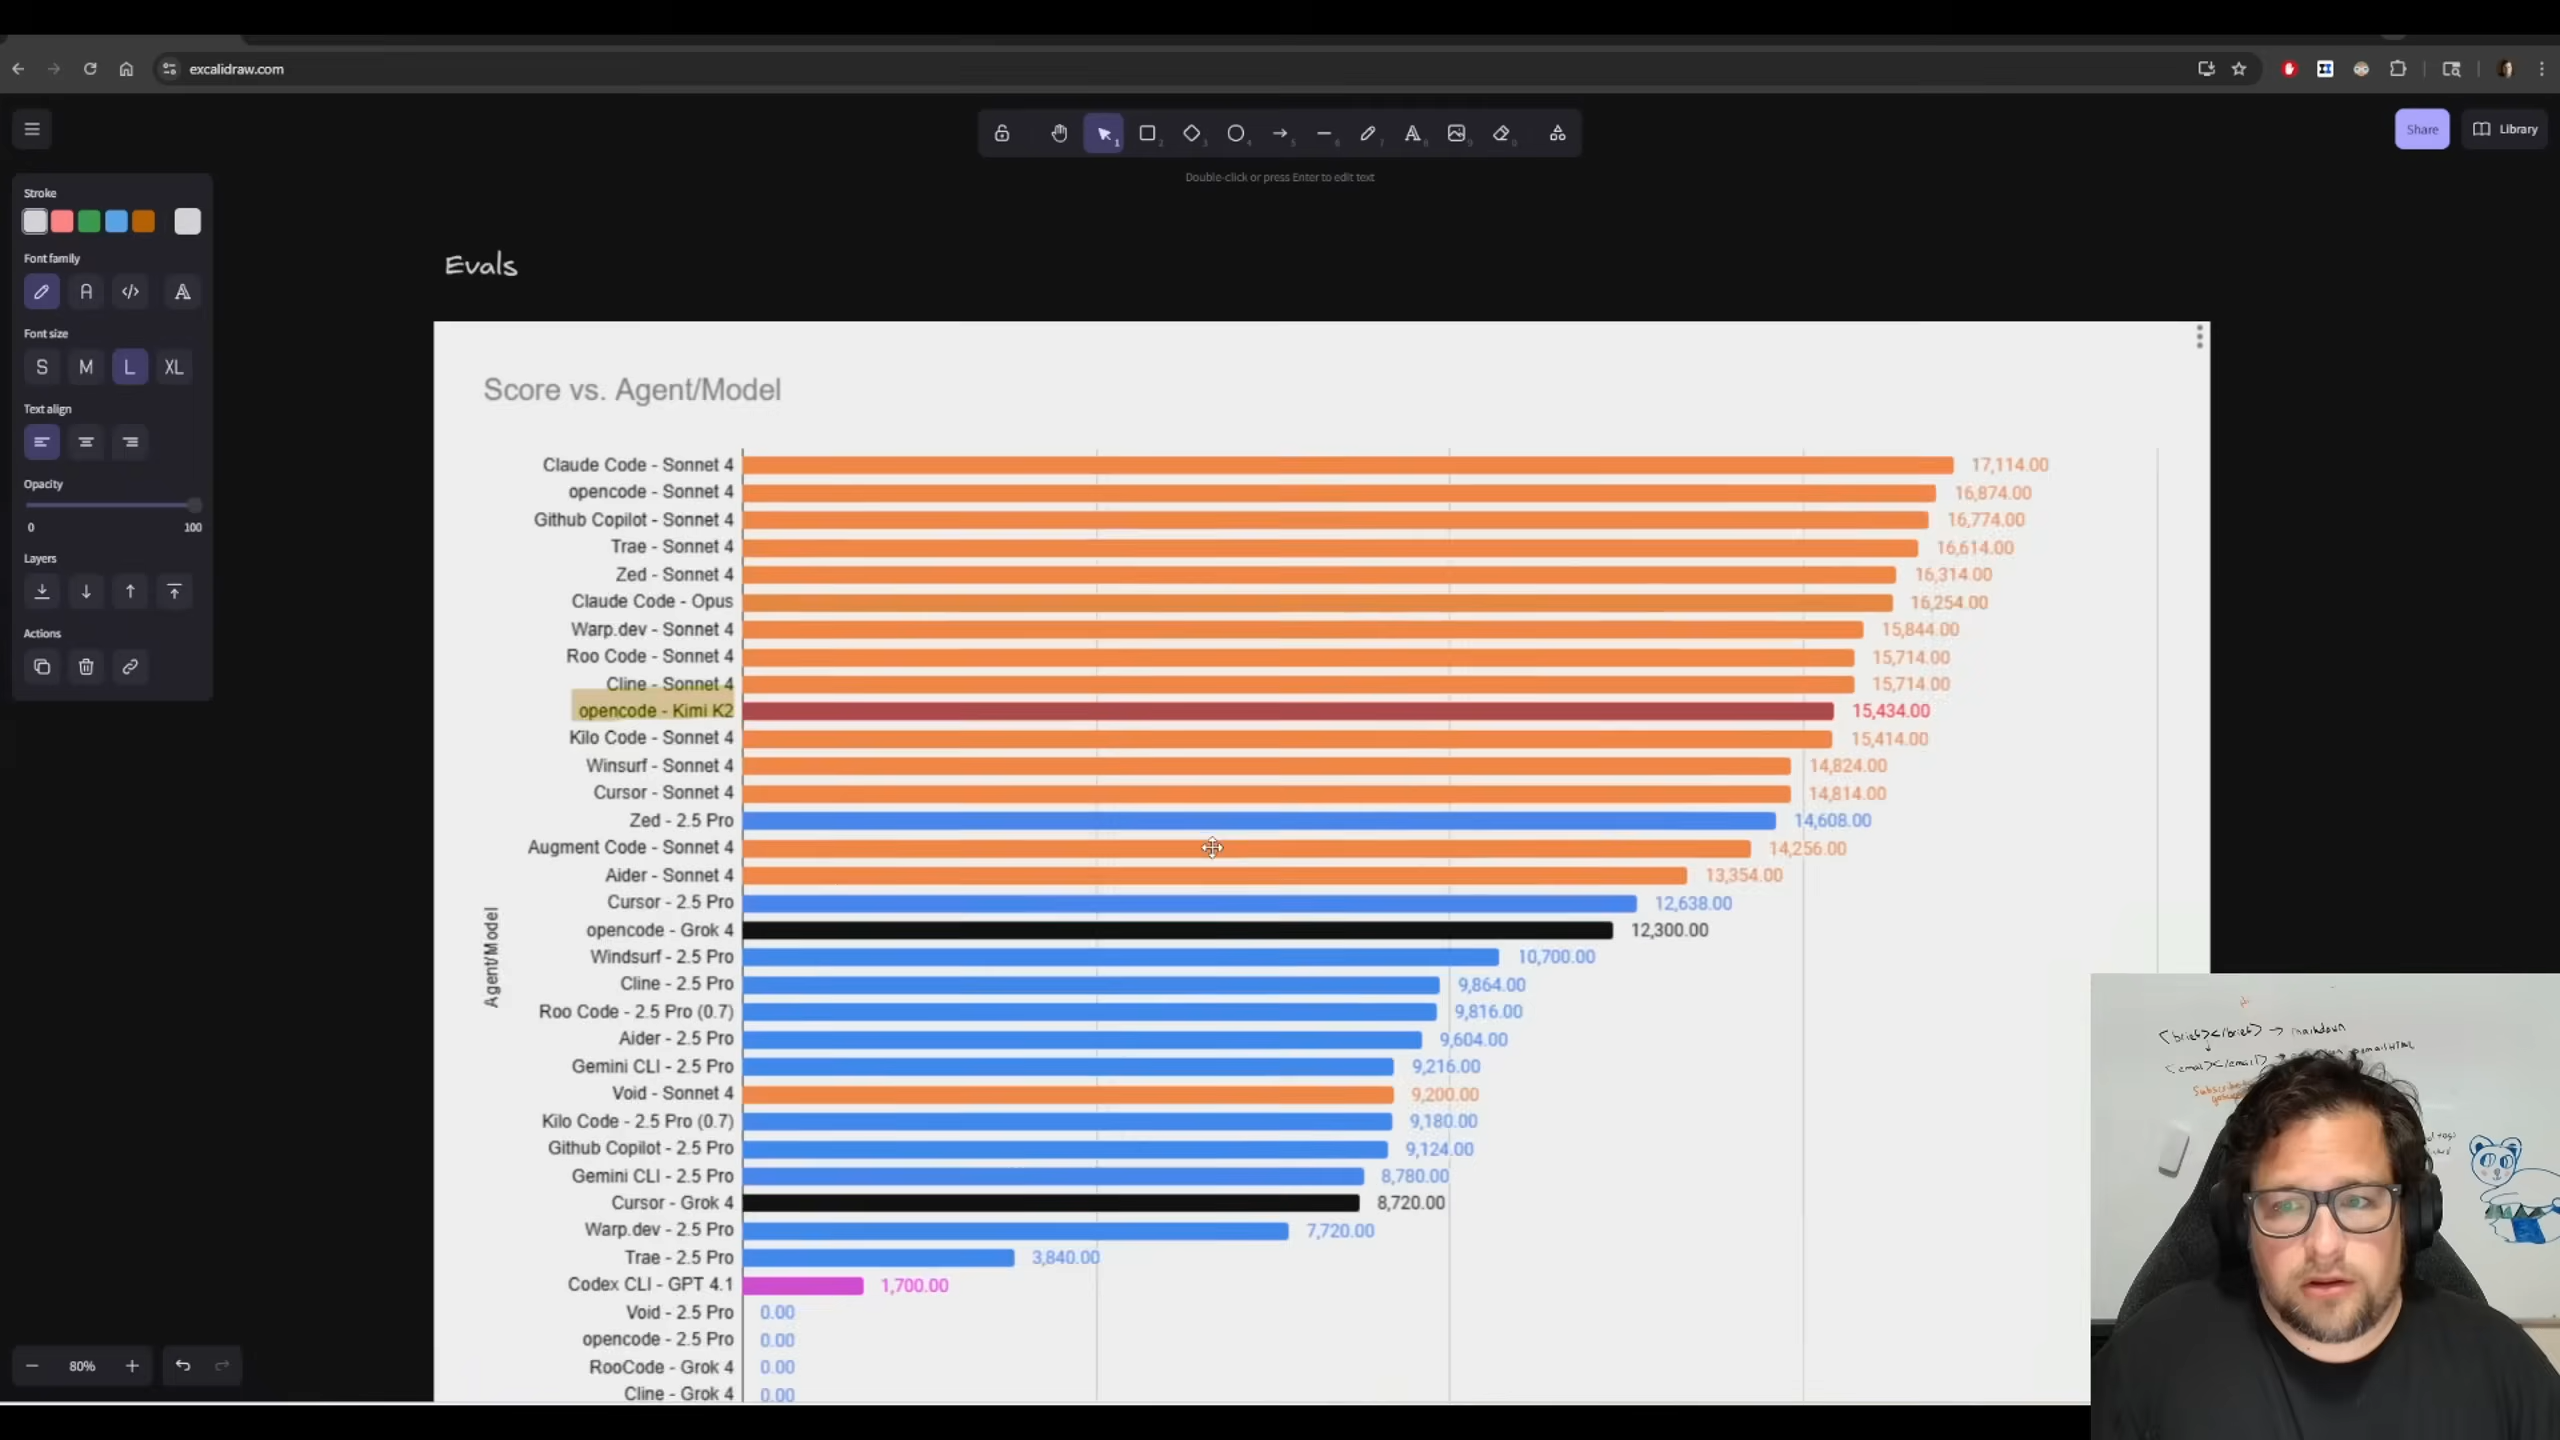 excalidraw.com
Share
Library
Double-click or press Enter to edit text
Stroke
Font family
Font size
S M L XL
Text align
Opacity
0 100
Layers
Actions
80%
Evals
Score vs. Agent/Model
Agent/Model
Claude Code - Sonnet 4 17,114.00
opencode - Sonnet 4 16,874.00
Github Copilot - Sonnet 4 16,774.00
Trae - Sonnet 4 16,614.00
Zed - Sonnet 4 16,314.00
Claude Code - Opus 16,254.00
Warp.dev - Sonnet 4 15,844.00
Roo Code - Sonnet 4 15,714.00
Cline - Sonnet 4 15,714.00
opencode - Kimi K2 15,434.00
Kilo Code - Sonnet 4 15,414.00
Winsurf - Sonnet 4 14,824.00
Cursor - Sonnet 4 14,814.00
Zed - 2.5 Pro 14,608.00
Augment Code - Sonnet 4 14,256.00
Aider - Sonnet 4 13,354.00
Cursor - 2.5 Pro 12,638.00
opencode - Grok 4 12,300.00
Windsurf - 2.5 Pro 10,700.00
Cline - 2.5 Pro 9,864.00
Roo Code - 2.5 Pro (0.7) 9,816.00
Aider - 2.5 Pro 9,604.00
Gemini CLI - 2.5 Pro 9,216.00
Void - Sonnet 4 9,200.00
Kilo Code - 2.5 Pro (0.7) 9,180.00
Github Copilot - 2.5 Pro 9,124.00
Gemini CLI - 2.5 Pro 8,780.00
Cursor - Grok 4 8,720.00
Warp.dev - 2.5 Pro 7,720.00
Trae - 2.5 Pro 3,840.00
Codex CLI - GPT 4.1 1,700.00
Void - 2.5 Pro 0.00
opencode - 2.5 Pro 0.00
RooCode - Grok 4 0.00
Cline - Grok 4 0.00
<brief></brief> → markdown
<email></email>